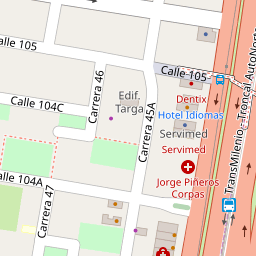 Calle 105
Calle 105
Carrera 46
Edif.
Targa
Dentix
Calle 104C
Hotel Idiomas
Carrera 45A
Servimed
Servimed
Jorge Piñeros
Corpas
Calle 104A
Carrera 47
TransMilenio - Troncal AutoNorte